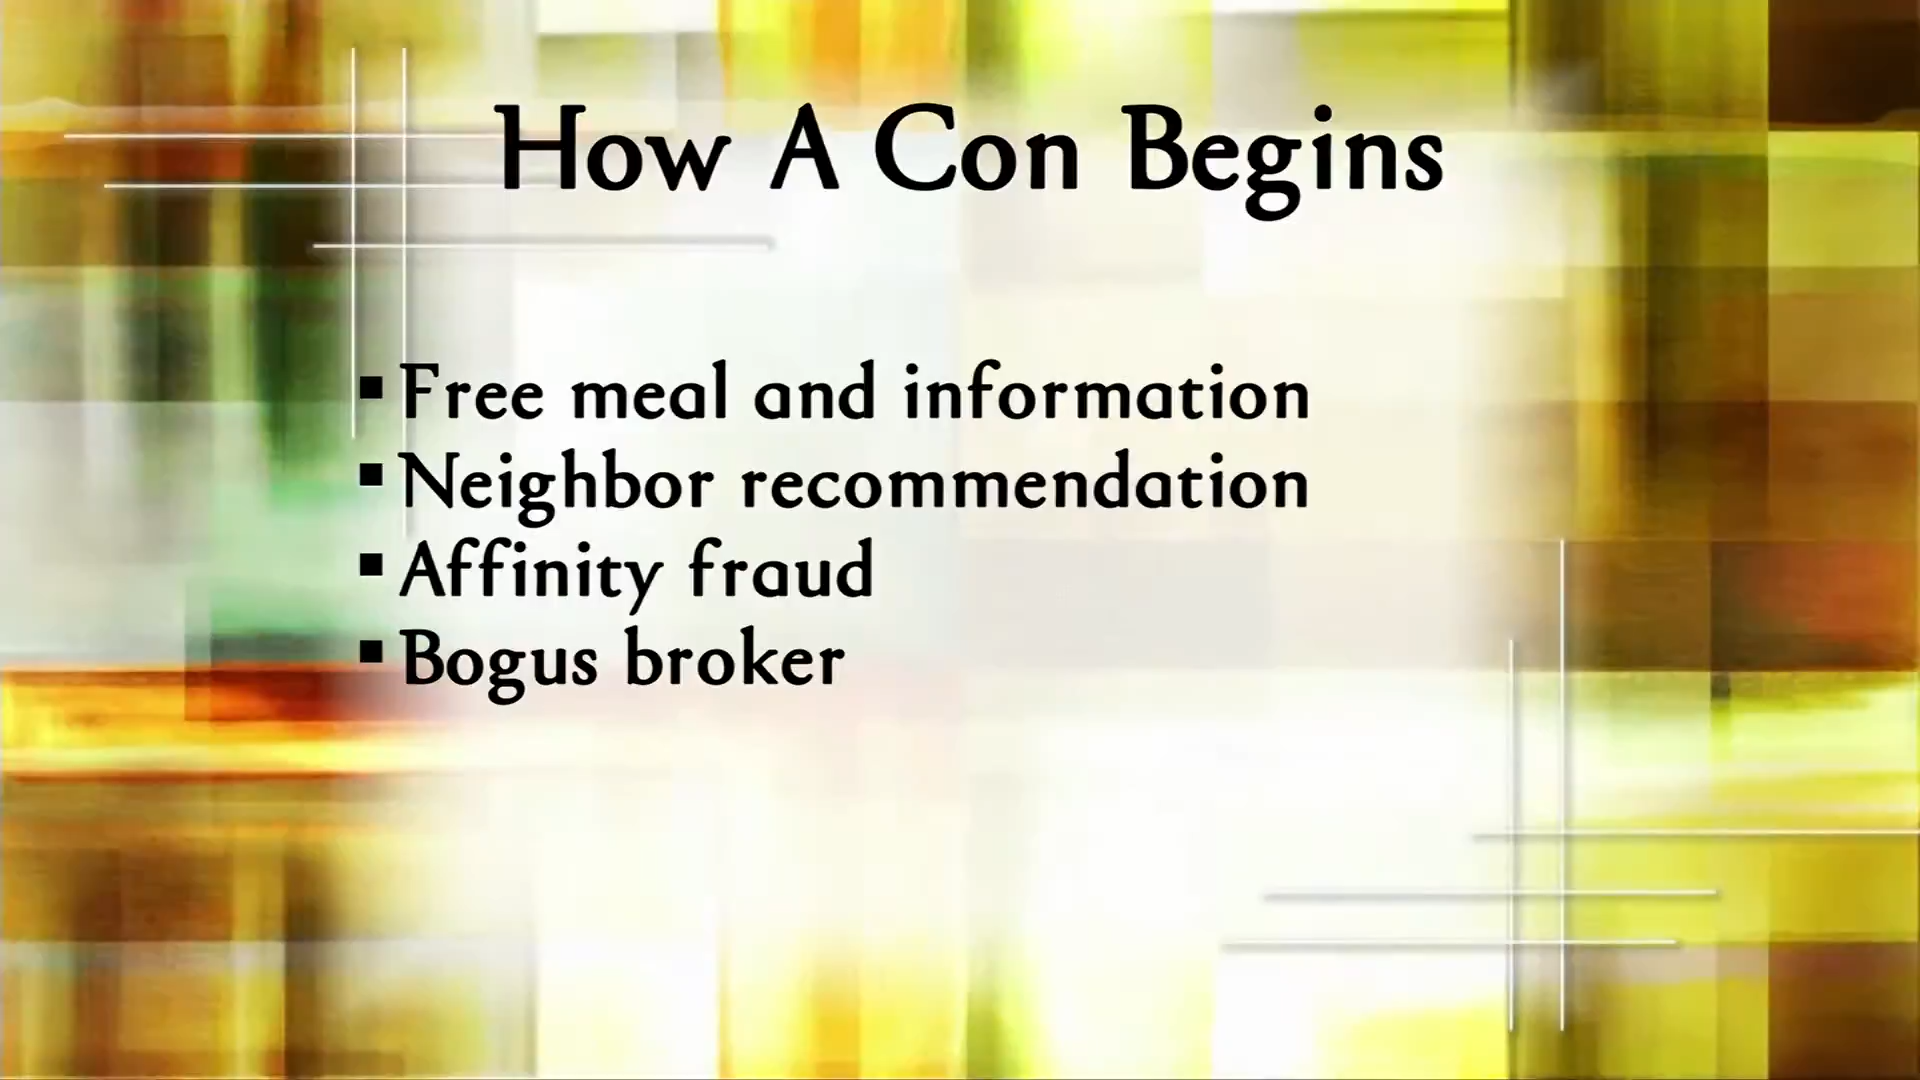 How A Con Begins
▪ Free meal and information
▪ Neighbor recommendation
▪ Affinity fraud
▪ Bogus broker